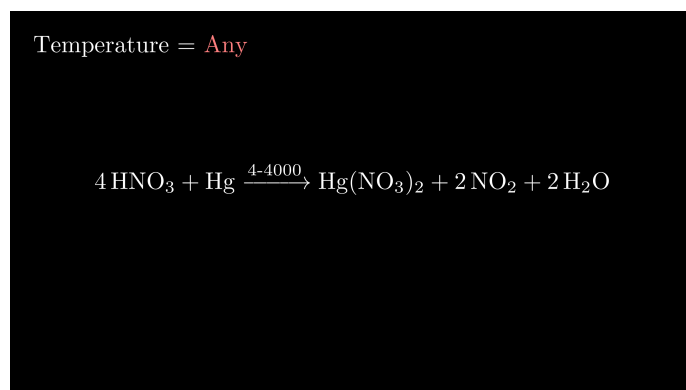 Temperature = Any
4 HNO₃ + Hg ⟶ Hg(NO₃)₂ + 2 NO₂ + 2 H₂O
4-4000